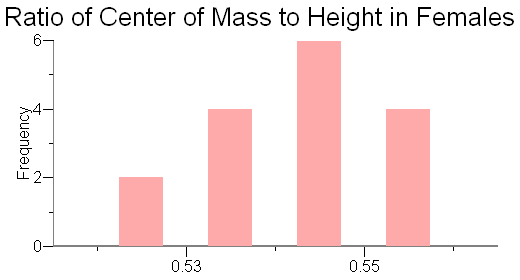 Ratio of Center of Mass to Height in Females
Frequency
6
4
2
0
0.53 0.55